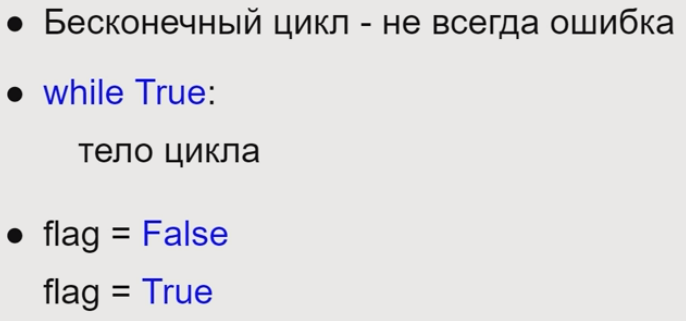 ● Бесконечный цикл - не всегда ошибка
● while True:
тело цикла
● flag = False
flag = True